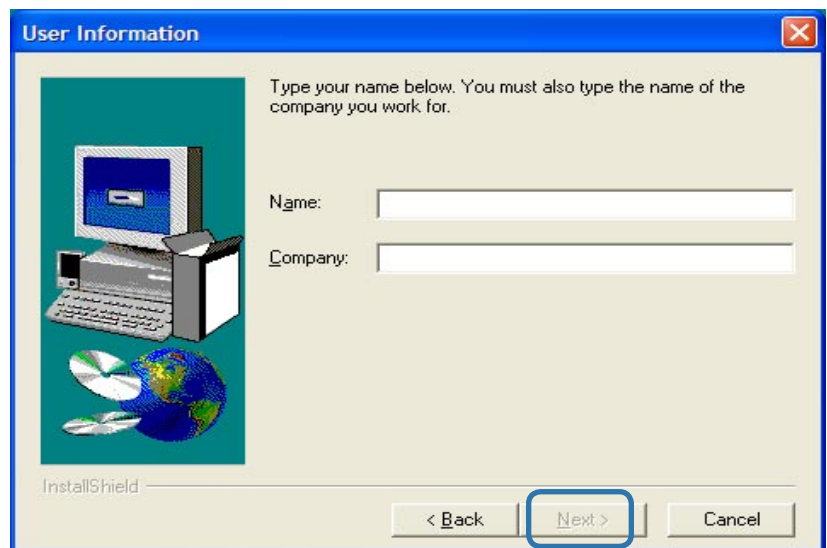 User Information
Type your name below. You must also type the name of the
company you work for.
Name:
Company:
InstallShield
< Back
Next >
Cancel